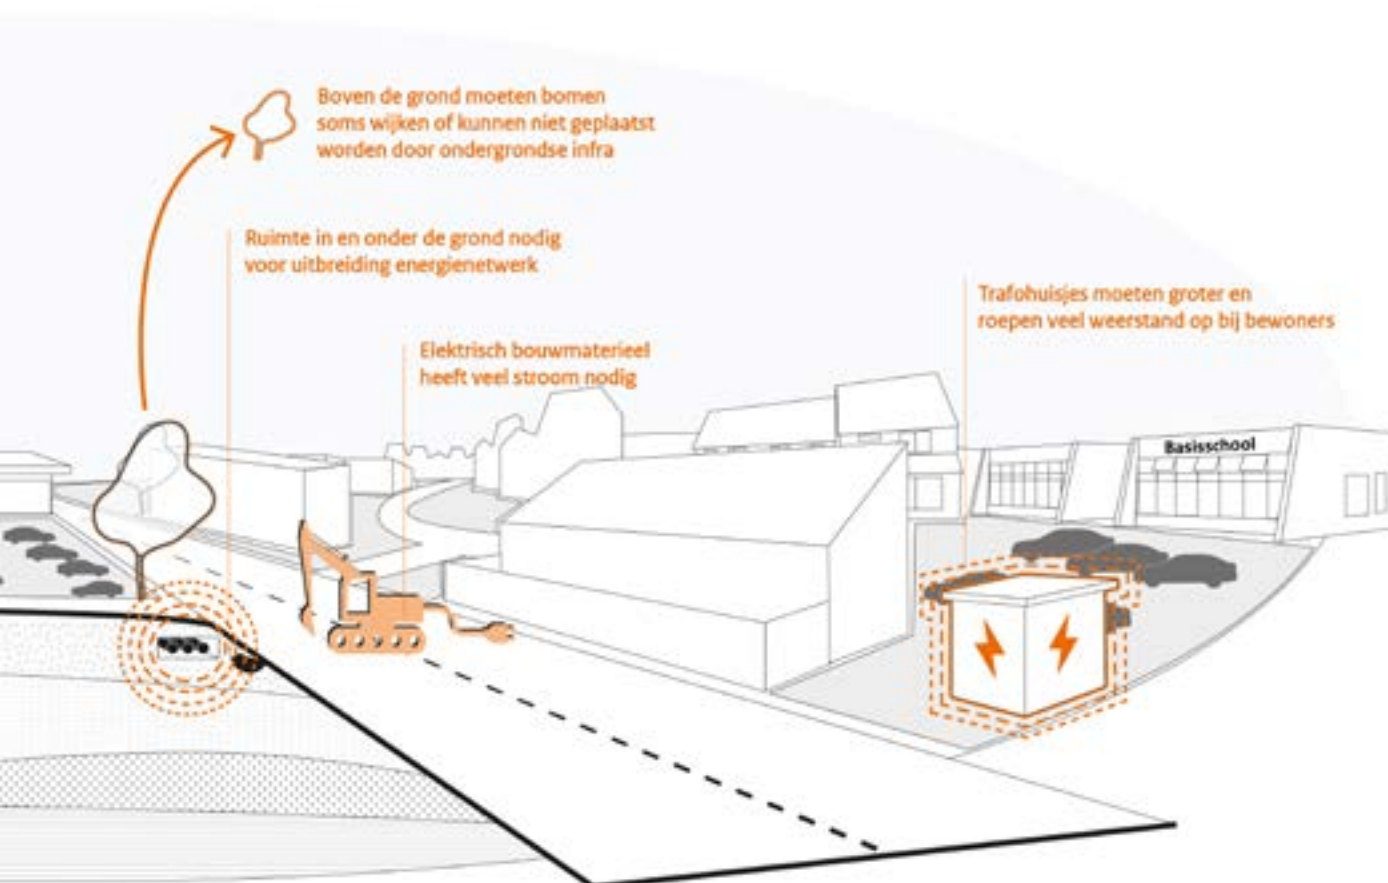 Boven de grond moeten bomen
soms wijken of kunnen niet geplaatst
worden door ondergrondse infra
Ruimte in en onder de grond nodig
voor uitbreiding energienetwerk
Trafohuisjes moeten groter en
roepen veel weerstand op bij bewoners
Elektrisch bouwmaterieel
heeft veel stroom nodig
Basisschool